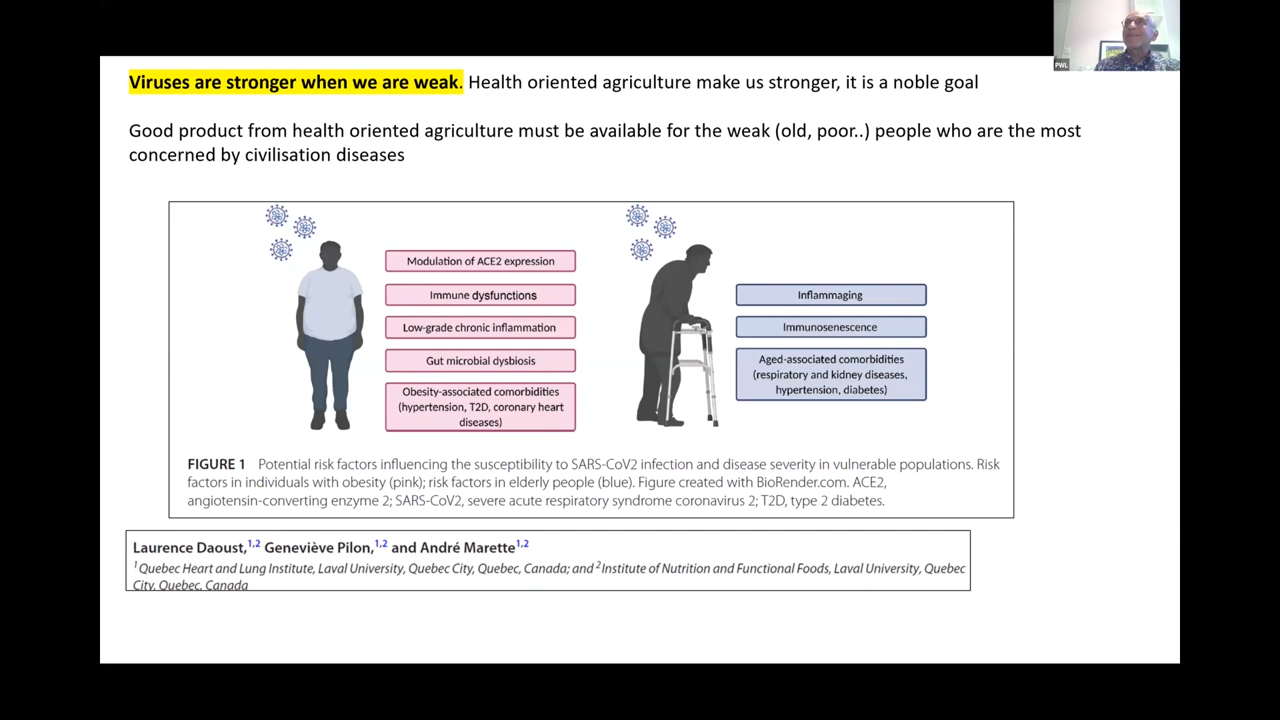 PWL
Viruses are stronger when we are weak. Health oriented agriculture make us stronger, it is a noble goal
Good product from health oriented agriculture must be available for the weak (old, poor..) people who are the most
concerned by civilisation diseases
Modulation of ACE2 expression
Immune dysfunctions
Low-grade chronic inflammation
Gut microbial dysbiosis
Obesity-associated comorbidities
(hypertension, T2D, coronary heart
diseases)
Inflammaging
Immunosenescence
Aged-associated comorbidities
(respiratory and kidney diseases,
hypertension, diabetes)
FIGURE 1 Potential risk factors influencing the susceptibility to SARS-CoV2 infection and disease severity in vulnerable populations. Risk
factors in individuals with obesity (pink); risk factors in elderly people (blue). Figure created with BioRender.com. ACE2,
angiotensin-converting enzyme 2; SARS-CoV2, severe acute respiratory syndrome coronavirus 2; T2D, type 2 diabetes.
Laurence Daoust,1,2 Geneviève Pilon,1,2 and André Marette1,2
1Quebec Heart and Lung Institute, Laval University, Quebec City, Quebec, Canada; and 2Institute of Nutrition and Functional Foods, Laval University, Quebec
City, Quebec, Canada